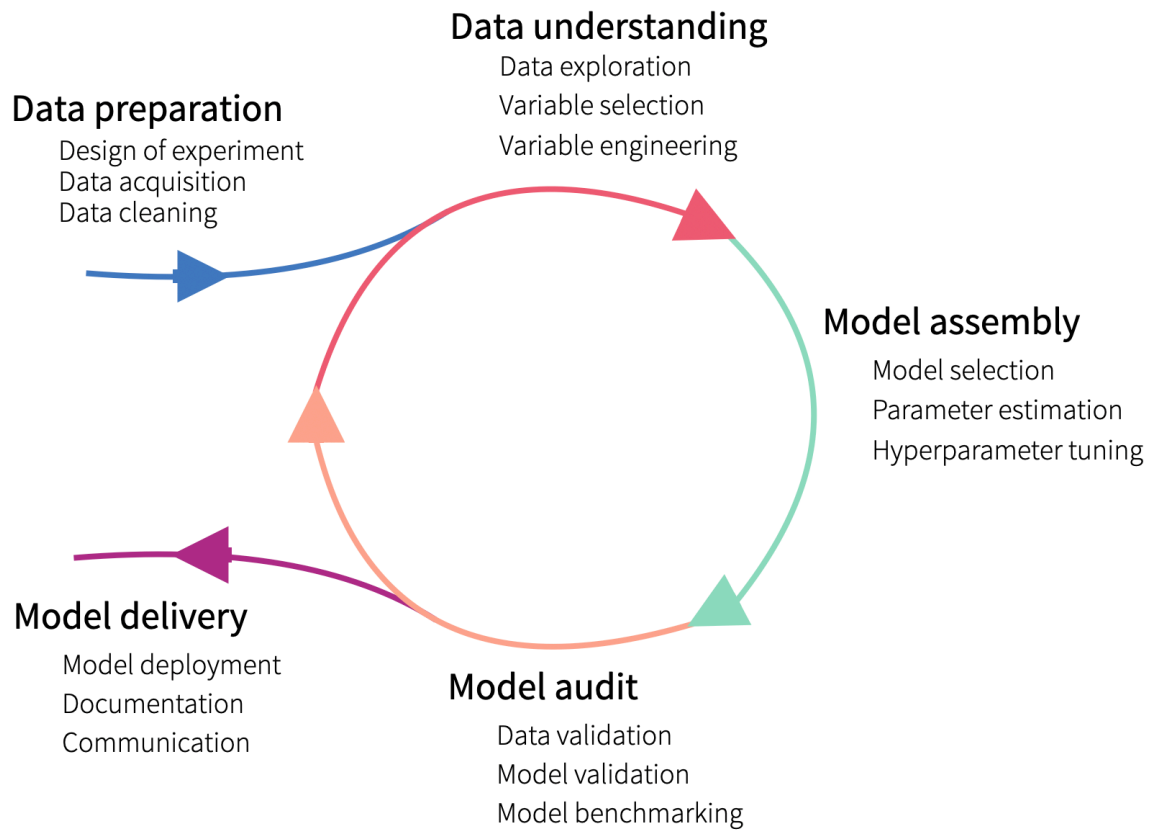 Data understanding
Data exploration
Variable selection
Variable engineering
Data preparation
Design of experiment
Data acquisition
Data cleaning
Model assembly
Model selection
Parameter estimation
Hyperparameter tuning
Model audit
Data validation
Model validation
Model benchmarking
Model delivery
Model deployment
Documentation
Communication